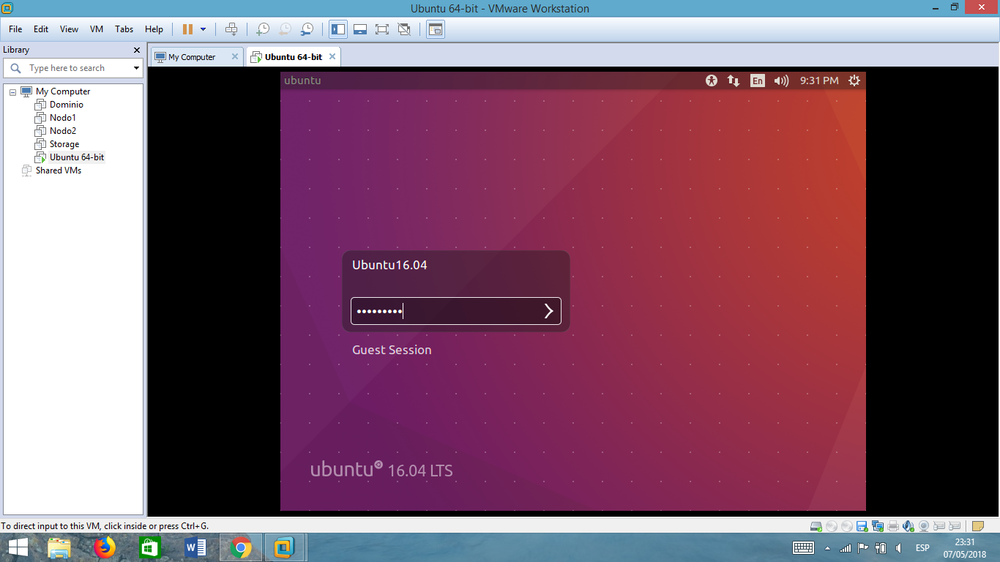 Ubuntu 64-bit - VMware Workstation
File Edit View VM Tabs Help
Library
Type here to search
My Computer
Dominio
Nodo1
Nodo2
Storage
Ubuntu 64-bit
Shared VMs
My Computer Ubuntu 64-bit
ubuntu En 9:31 PM
Ubuntu16.04
Guest Session
ubuntu 16.04 LTS
To direct input to this VM, click inside or press Ctrl+G.
ESP 23:31
07/05/2018